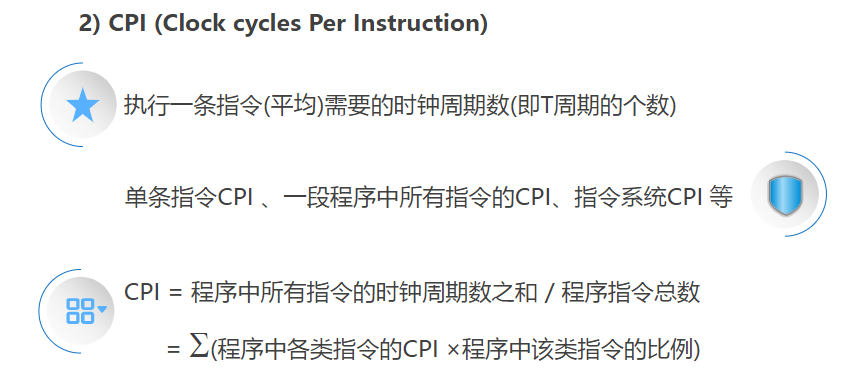 2) CPI (Clock cycles Per Instruction)
执行一条指令(平均)需要的时钟周期数(即T周期的个数)
单条指令CPI 、一段程序中所有指令的CPI、指令系统CPI 等
CPI = 程序中所有指令的时钟周期数之和 / 程序指令总数
= Σ(程序中各类指令的CPI ×程序中该类指令的比例)